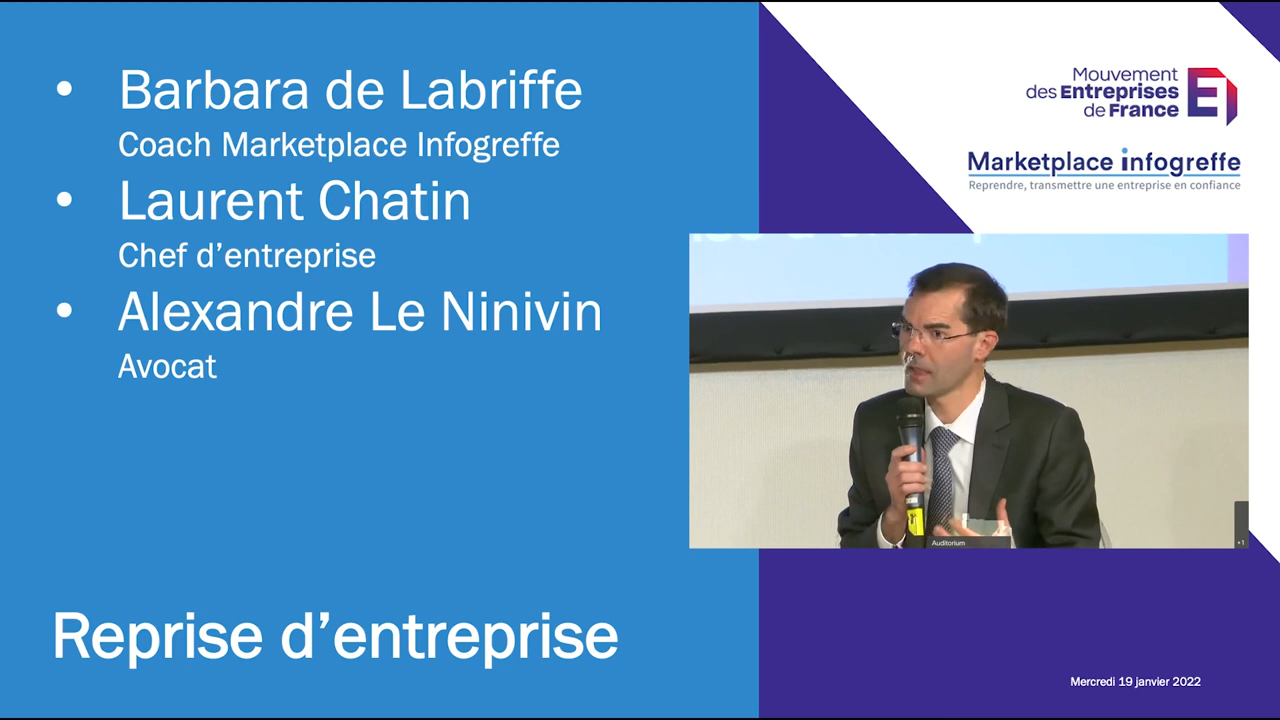 • Barbara de Labriffe
Coach Marketplace Infogreffe
• Laurent Chatin
Chef d’entreprise
• Alexandre Le Ninivin
Avocat
Reprise d’entreprise
Mouvement
des Entreprises
de France
Marketplace infogreffe
Reprendre, transmettre une entreprise en confiance
Auditorium
+1
Mercredi 19 janvier 2022